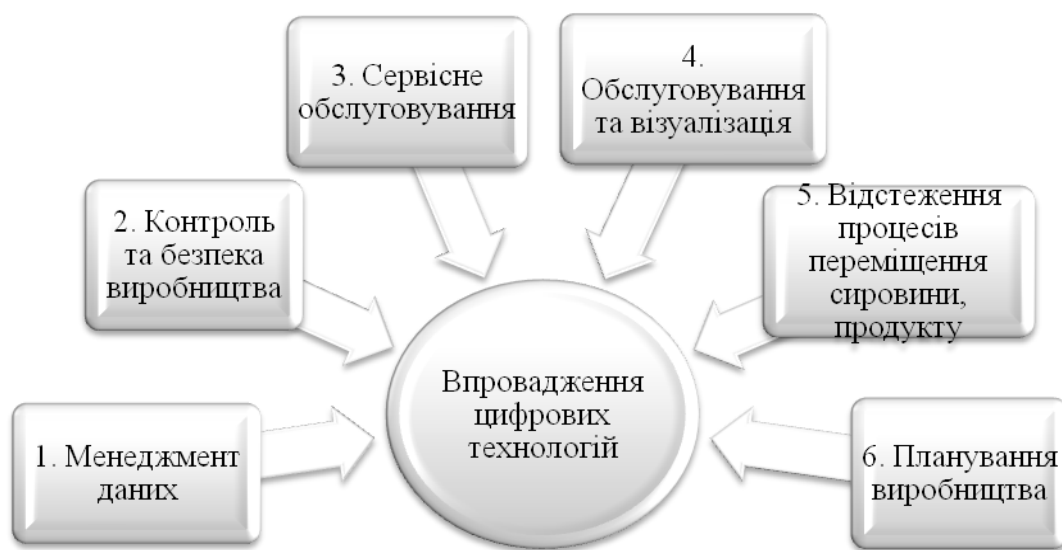 3. Сервісне
обслуговування
4.
Обслуговування
та візуалізація
2. Контроль
та безпека
виробництва
5. Відстеження
процесів
переміщення
сировини,
продукту
Впровадження
цифрових
технологій
1. Менеджмент
даних
6. Планування
виробництва